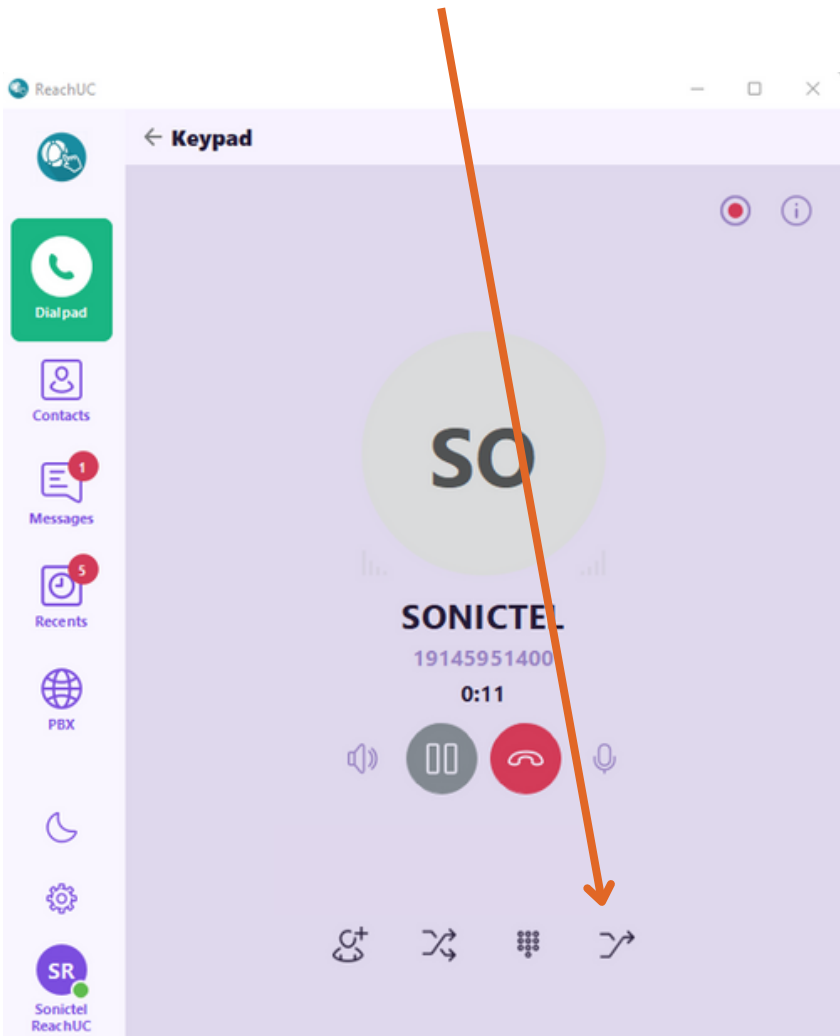 ReachUC
← Keypad
Dialpad
Contacts
1
Messages
5
Recents
PBX
SR
Sonictel
ReachUC
SO
SONICTEL
19145951400
0:11